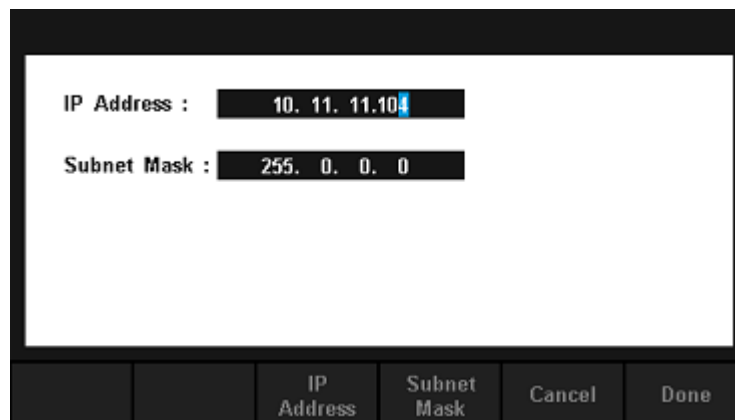 IP Address : 10. 11. 11.104
Subnet Mask : 255. 0. 0. 0
IP Address
Subnet Mask
Cancel
Done